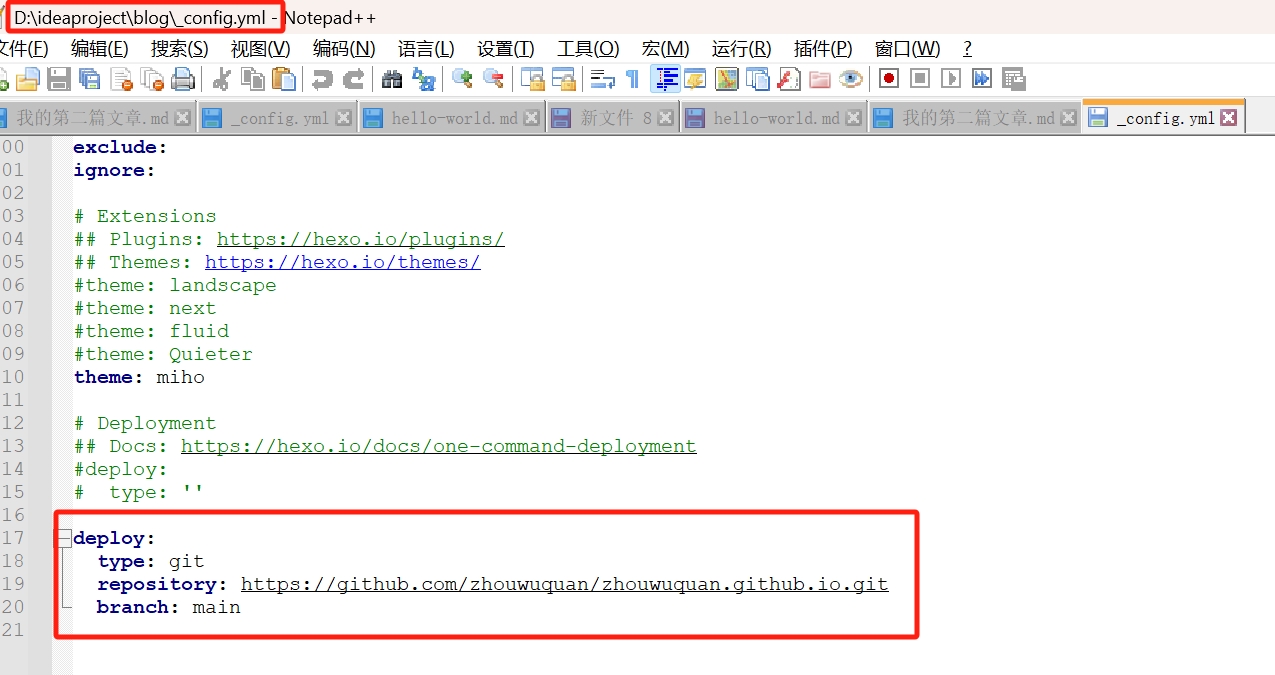 D:\ideaproject\blog\_config.yml - Notepad++
文件(F) 编辑(E) 搜索(S) 视图(V) 编码(N) 语言(L) 设置(T) 工具(O) 宏(M) 运行(R) 插件(P) 窗口(W) ?
我的第二篇文章.md _config.yml hello-world.md 新文件 8 hello-world.md 我的第二篇文章.md _config.yml
00 exclude:
01 ignore:
02
03 # Extensions
04 ## Plugins: https://hexo.io/plugins/
05 ## Themes: https://hexo.io/themes/
06 #theme: landscape
07 #theme: next
08 #theme: fluid
09 #theme: Quieter
10 theme: miho
11
12 # Deployment
13 ## Docs: https://hexo.io/docs/one-command-deployment
14 #deploy:
15 #  type: ''
16
17 deploy:
18   type: git
19   repository: https://github.com/zhouwuquan/zhouwuquan.github.io.git
20   branch: main
21